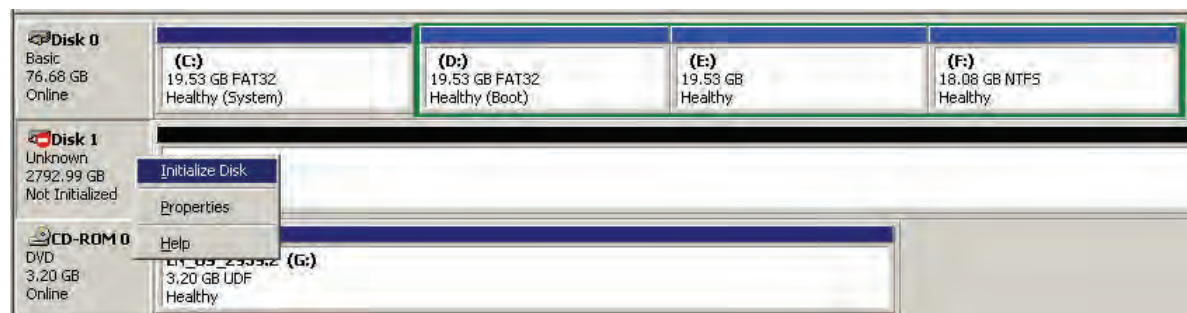 Disk 0
Basic
76.68 GB
Online
(C:)
19.53 GB FAT32
Healthy (System)
(D:)
19.53 GB FAT32
Healthy (Boot)
(E:)
19.53 GB
Healthy
(F:)
18.08 GB NTFS
Healthy
Disk 1
Unknown
2792.99 GB
Not Initialized
Initialize Disk
Properties
Help
CD-ROM 0
DVD
3.20 GB
Online
(G:)
3.20 GB UDF
Healthy